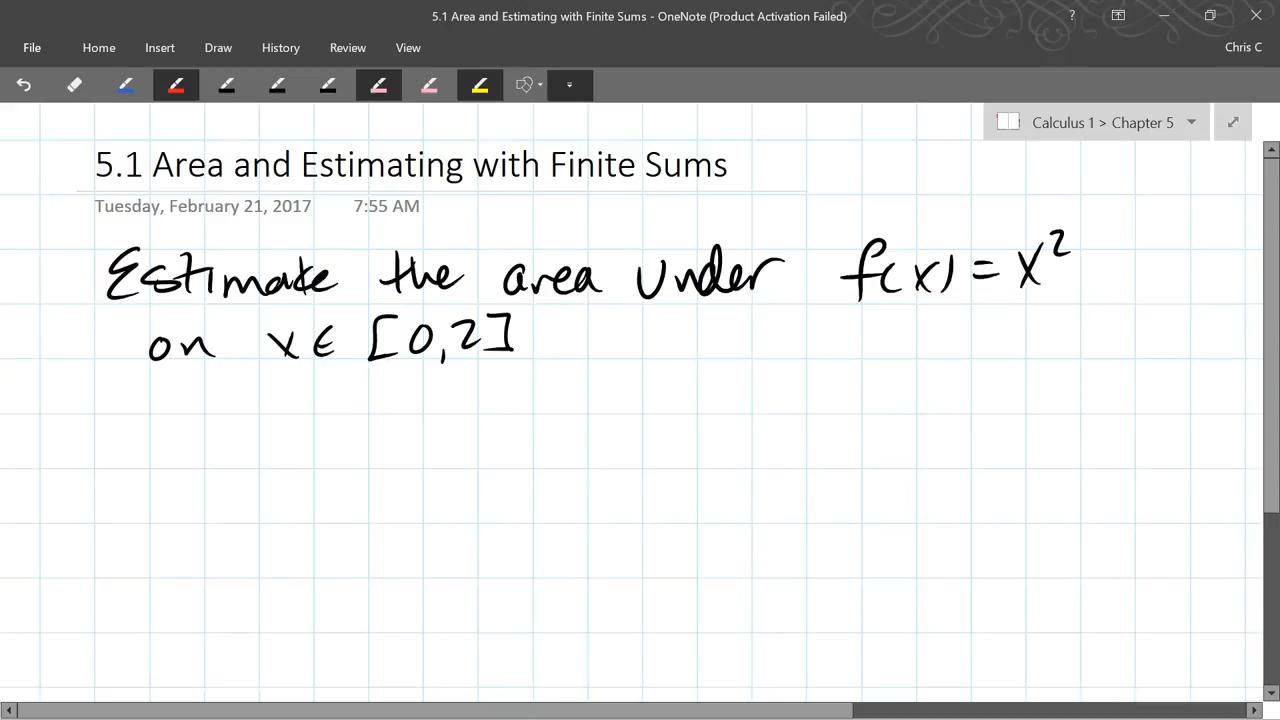 5.1 Area and Estimating with Finite Sums - OneNote (Product Activation Failed)
?
File Home Insert Draw History Review View Chris C
Calculus 1 > Chapter 5
5.1 Area and Estimating with Finite Sums
Tuesday, February 21, 2017 7:55 AM
Estimate the area under f(x) = x²
on x ∈ [0,2]